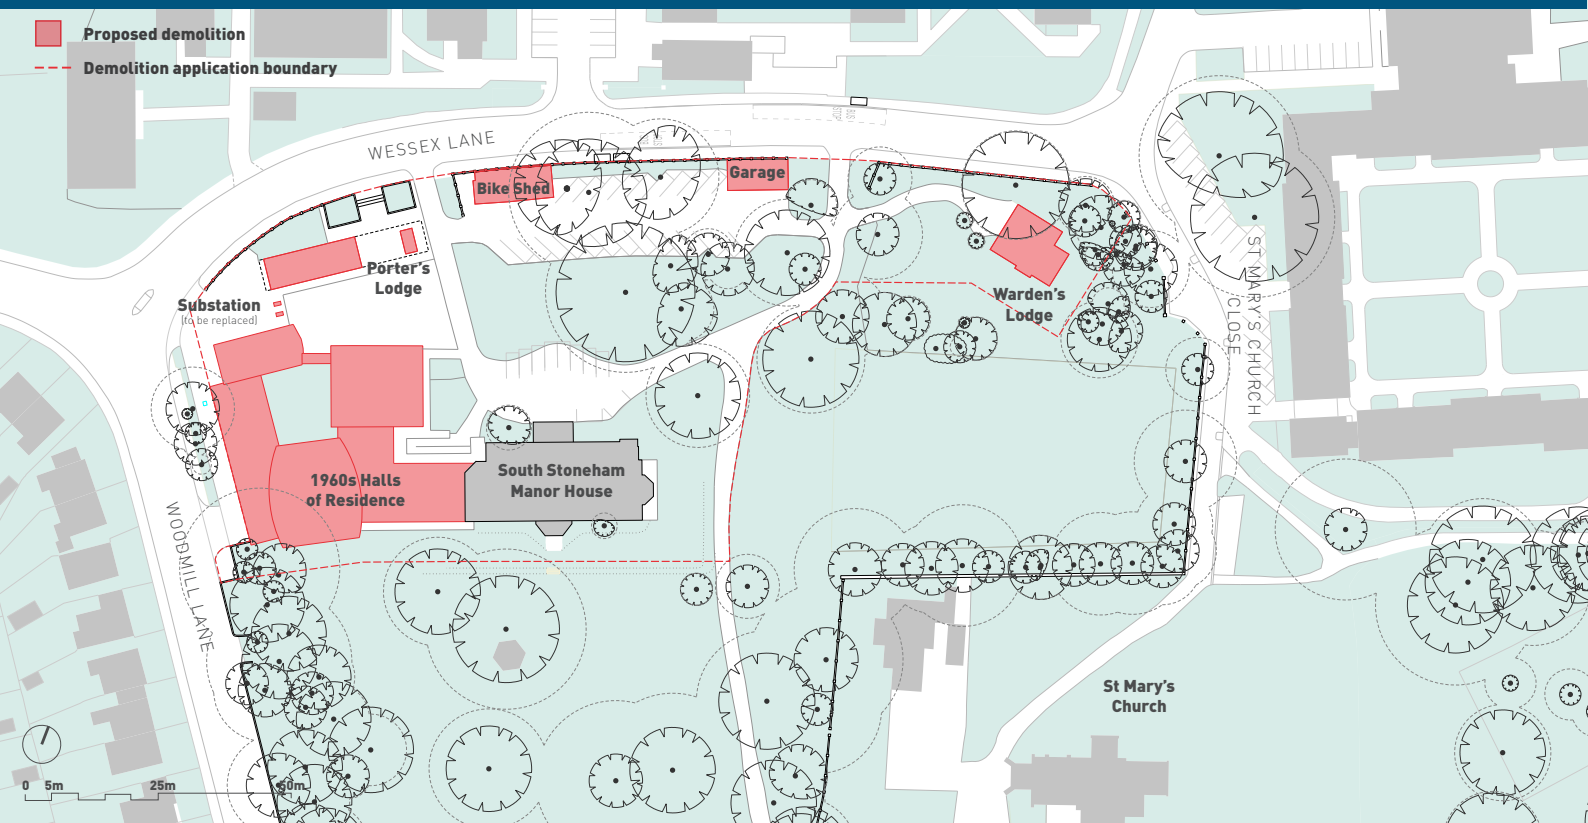 Proposed demolition
Demolition application boundary
WESSEX LANE
BUS
STOP
Bike Shed
Garage
Porter's
Lodge
Substation
(to be replaced)
Warden's
Lodge
ST MARY'S CHURCH
CLOSE
1960s Halls
of Residence
South Stoneham
Manor House
WOODMILL LANE
St Mary's
Church
0 5m 25m 50m